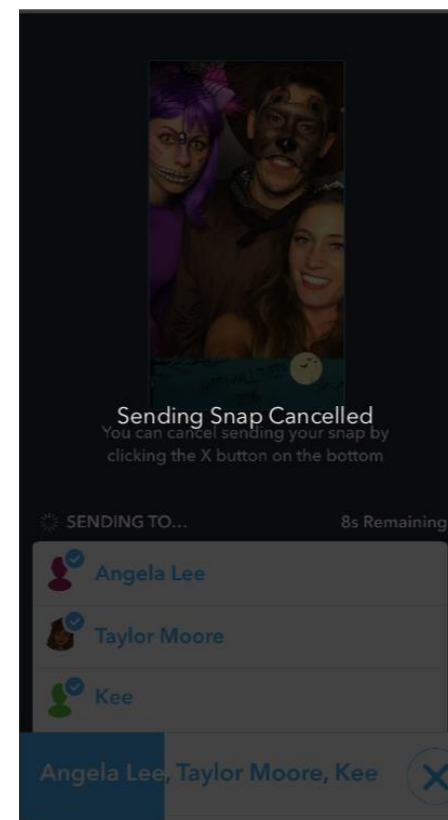 Sending Snap Cancelled
You can cancel sending your snap by
clicking the X button on the bottom
SENDING TO...
8s Remaining
Angela Lee
Taylor Moore
Kee
Angela Lee, Taylor Moore, Kee